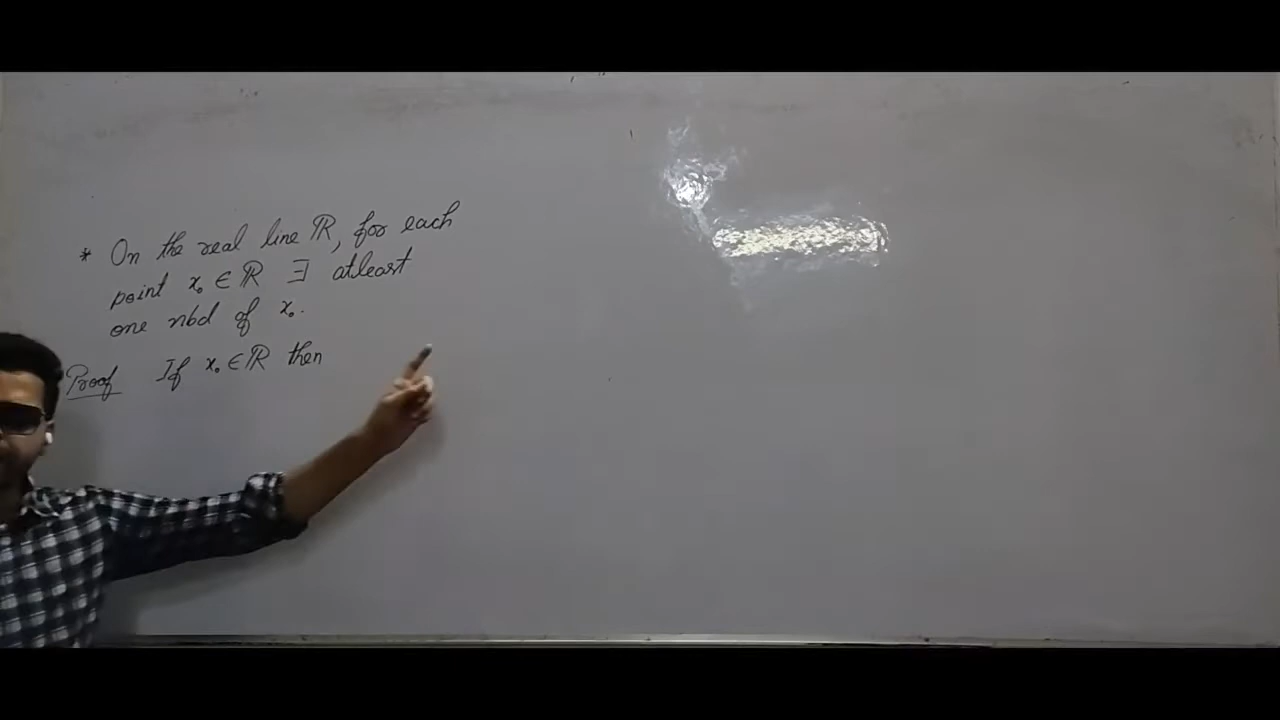 * On the real line ℝ, for each
point x₀ ∈ ℝ ∃ atleast
one nbd of x₀.
Proof If x₀ ∈ ℝ then